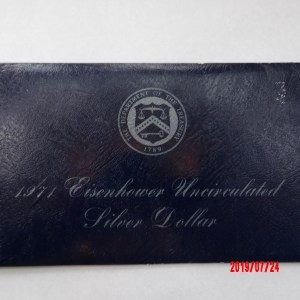 THE DEPARTMENT OF THE TREASURY
1789
1971 Eisenhower Uncirculated
Silver Dollar
2019/07/24